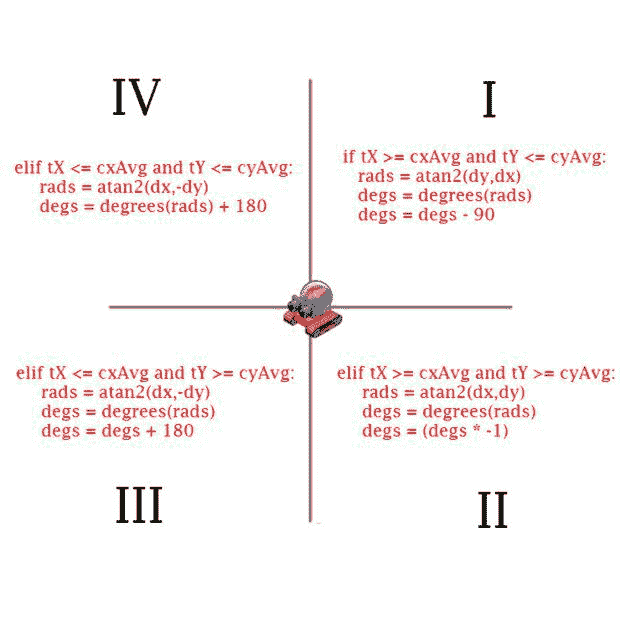 IV
elif tX <= cxAvg and tY <= cyAvg:
rads = atan2(dx,-dy)
degs = degrees(rads) + 180
I
if tX >= cxAvg and tY <= cyAvg:
rads = atan2(dy,dx)
degs = degrees(rads)
degs = degs - 90
elif tX <= cxAvg and tY >= cyAvg:
rads = atan2(dx,-dy)
degs = degrees(rads)
degs = degs + 180
III
elif tX >= cxAvg and tY >= cyAvg:
rads = atan2(dx,dy)
degs = degrees(rads)
degs = (degs * -1)
II